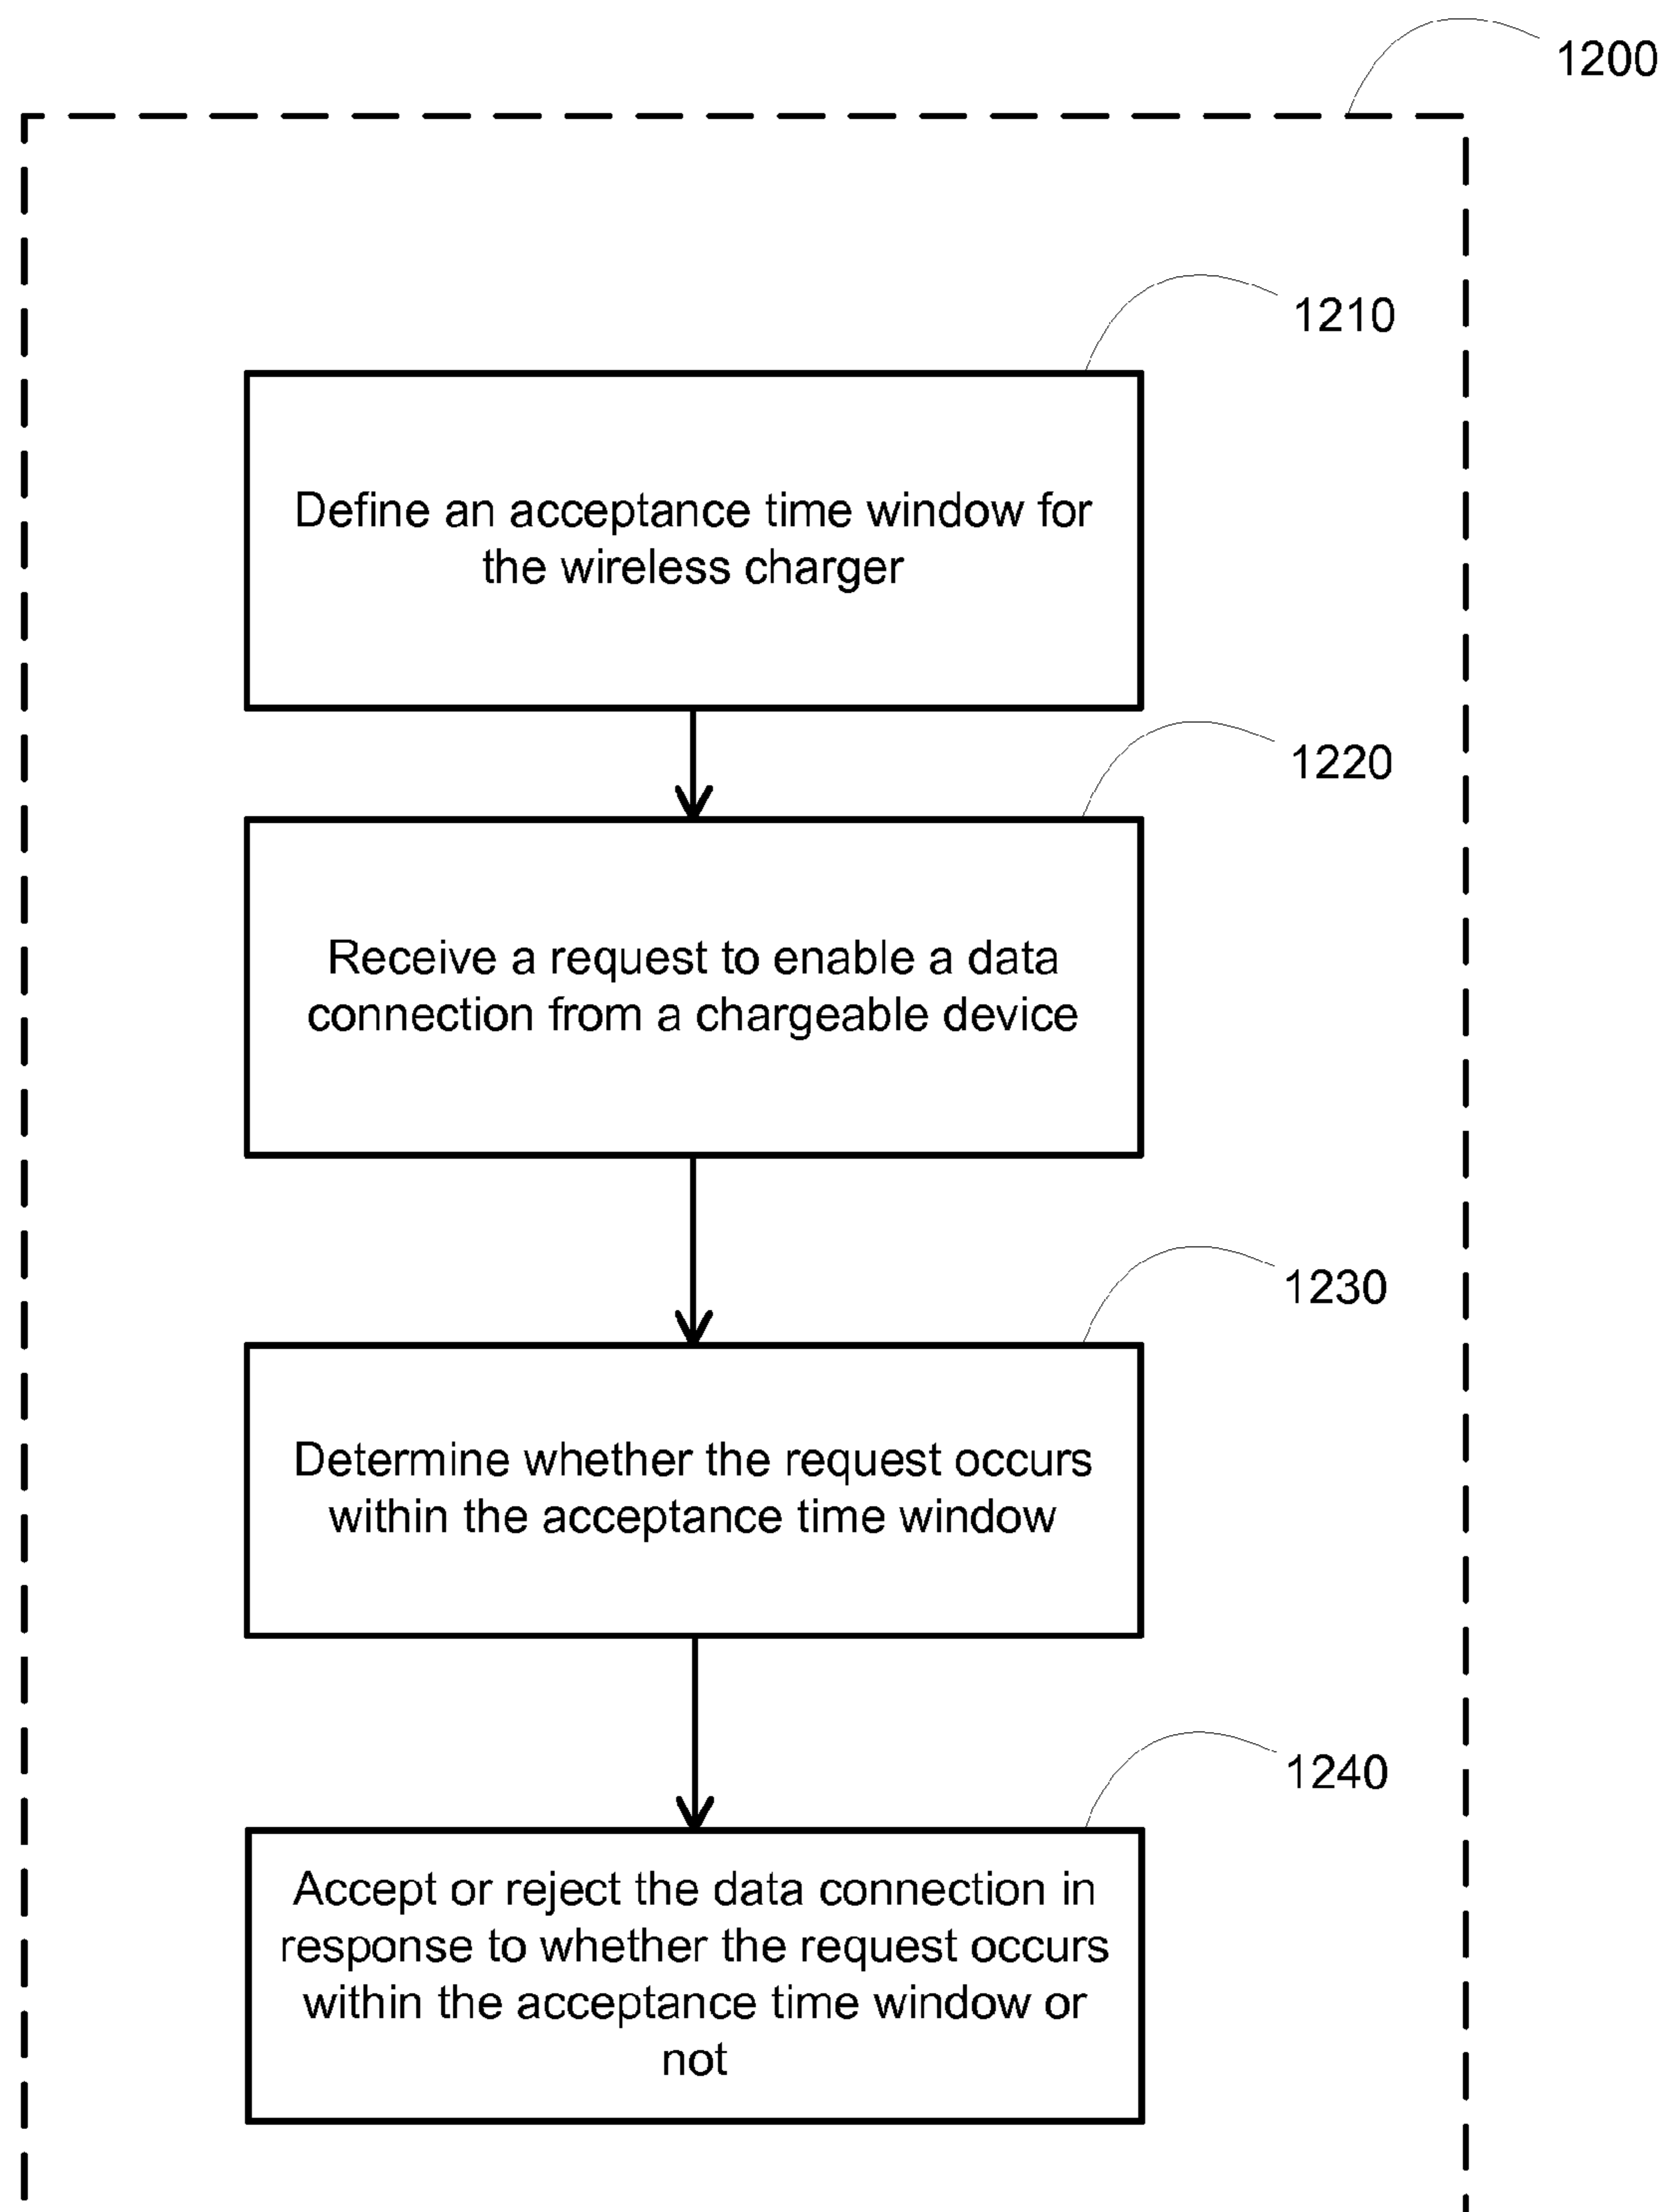 1200
1210
Define an acceptance time window for
the wireless charger
1220
Receive a request to enable a data
connection from a chargeable device
1230
Determine whether the request occurs
within the acceptance time window
1240
Accept or reject the data connection in
response to whether the request occurs
within the acceptance time window or
not